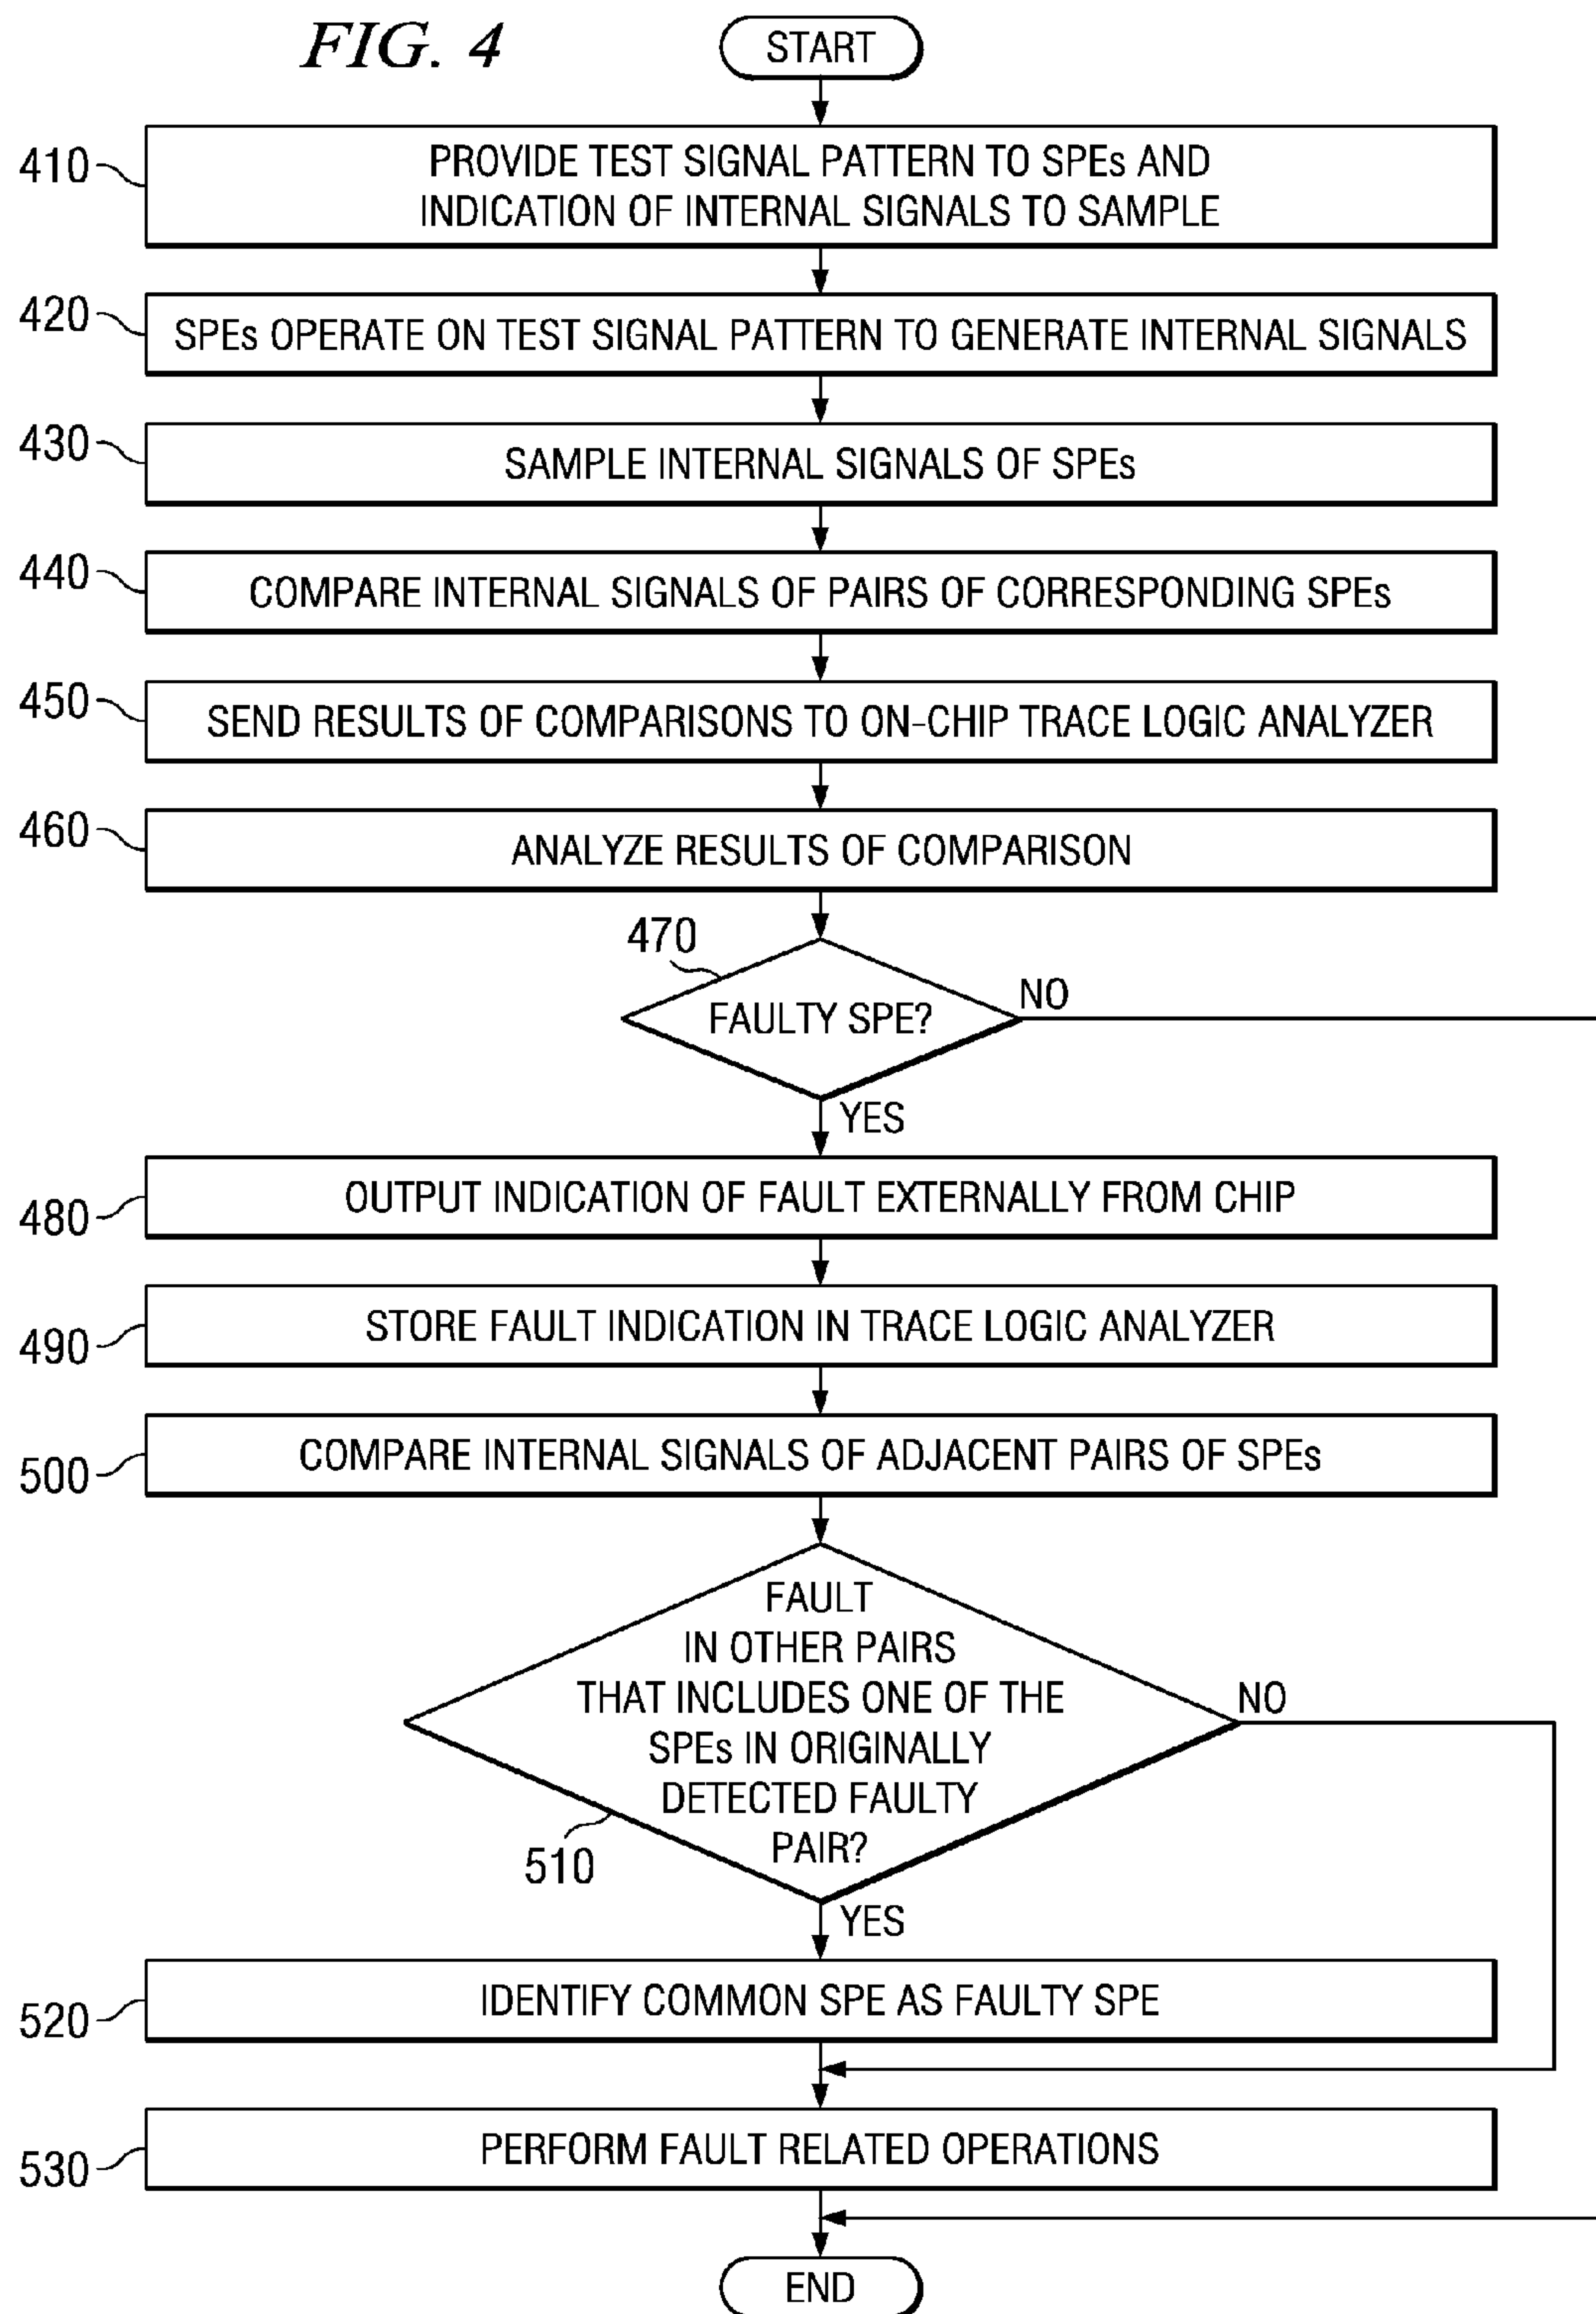 FIG. 4
START
410
PROVIDE TEST SIGNAL PATTERN TO SPEs AND
INDICATION OF INTERNAL SIGNALS TO SAMPLE
420
SPEs OPERATE ON TEST SIGNAL PATTERN TO GENERATE INTERNAL SIGNALS
430
SAMPLE INTERNAL SIGNALS OF SPEs
440
COMPARE INTERNAL SIGNALS OF PAIRS OF CORRESPONDING SPEs
450
SEND RESULTS OF COMPARISONS TO ON-CHIP TRACE LOGIC ANALYZER
460
ANALYZE RESULTS OF COMPARISON
470
FAULTY SPE?
NO
YES
480
OUTPUT INDICATION OF FAULT EXTERNALLY FROM CHIP
490
STORE FAULT INDICATION IN TRACE LOGIC ANALYZER
500
COMPARE INTERNAL SIGNALS OF ADJACENT PAIRS OF SPEs
FAULT
IN OTHER PAIRS
THAT INCLUDES ONE OF THE
SPEs IN ORIGINALLY
DETECTED FAULTY
PAIR?
NO
510
YES
520
IDENTIFY COMMON SPE AS FAULTY SPE
530
PERFORM FAULT RELATED OPERATIONS
END